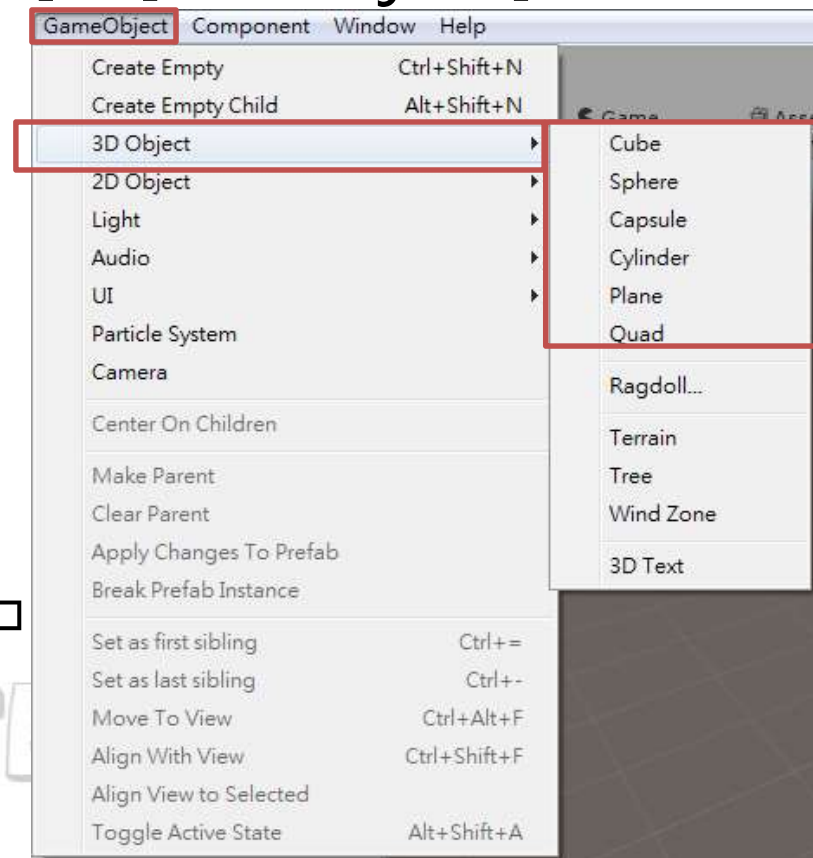 GameObject Component Window Help
Create Empty Ctrl+Shift+N
Create Empty Child Alt+Shift+N
Game
3D Object
2D Object
Light
Audio
UI
Particle System
Camera
Center On Children
Make Parent
Clear Parent
Apply Changes To Prefab
Break Prefab Instance
Set as first sibling Ctrl+=
Set as last sibling Ctrl+-
Move To View Ctrl+Alt+F
Align With View Ctrl+Shift+F
Align View to Selected
Toggle Active State Alt+Shift+A
Cube
Sphere
Capsule
Cylinder
Plane
Quad
Ragdoll...
Terrain
Tree
Wind Zone
3D Text